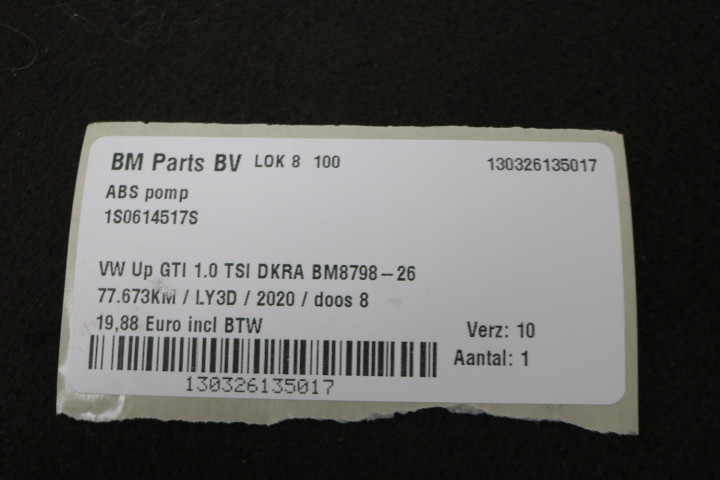 BM Parts BV LOK 8 100 130326135017
ABS pomp
1S0614517S
VW Up GTI 1.0 TSI DKRA BM8798-26
77.673KM / LY3D / 2020 / doos 8
19,88 Euro incl BTW
Verz: 10
Aantal: 1
130326135017